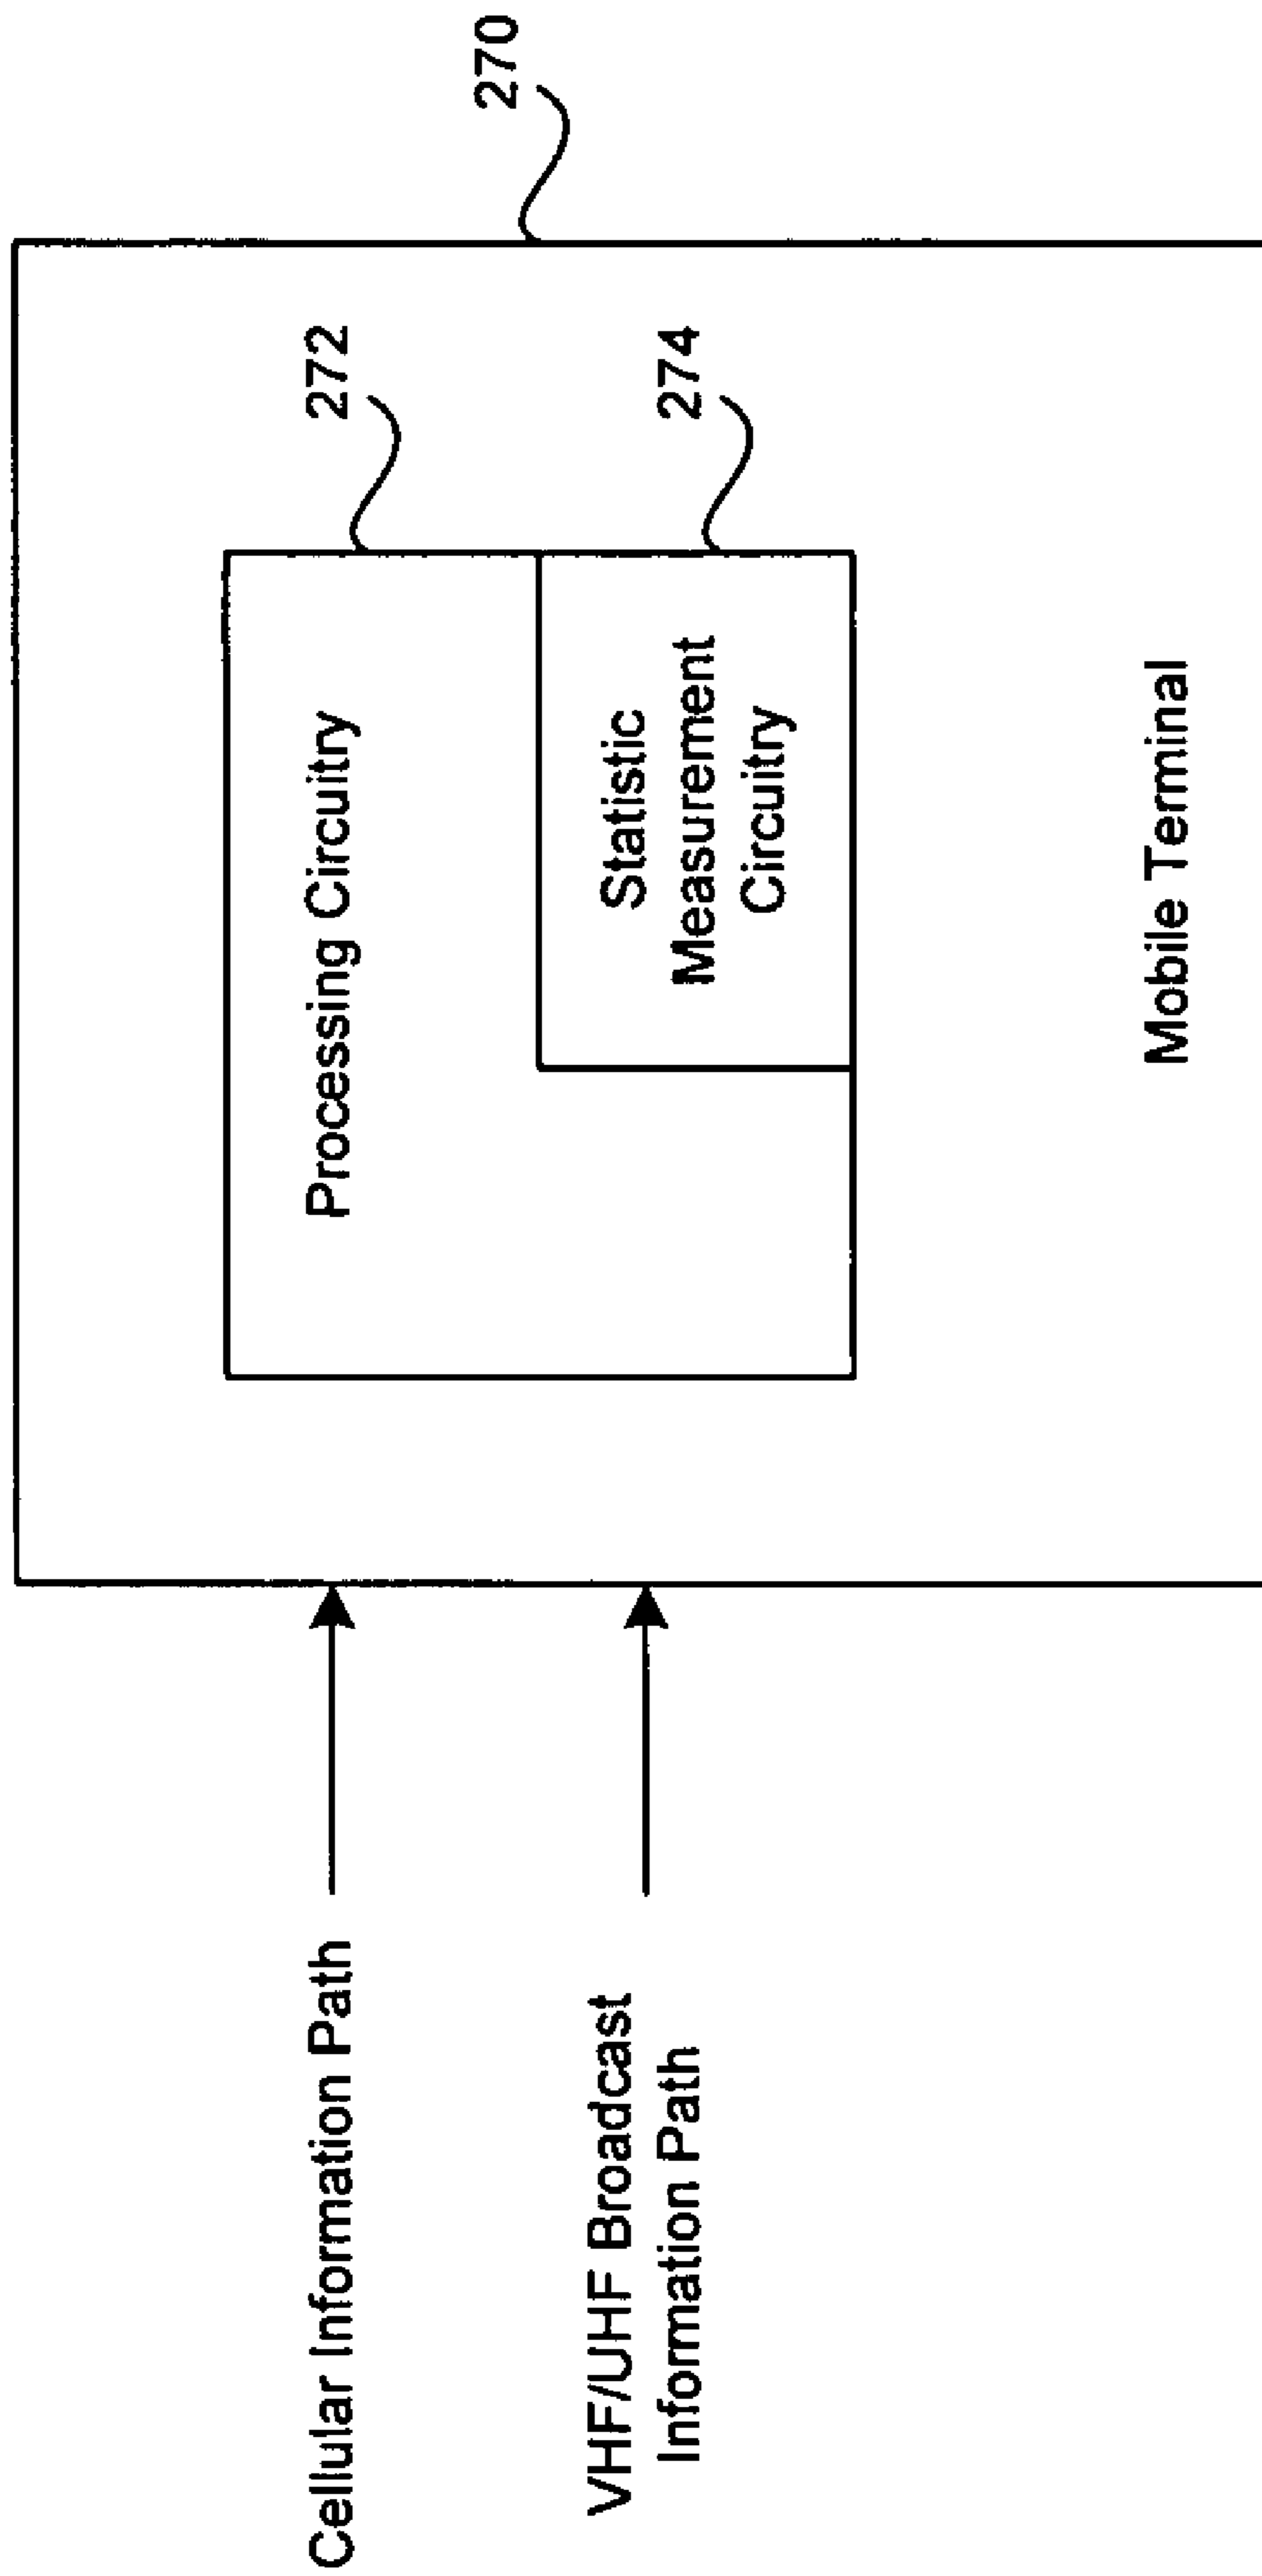 Cellular Information Path
VHF/UHF Broadcast
Information Path
270
272
Processing Circuitry
274
Statistic
Measurement
Circuitry
Mobile Terminal